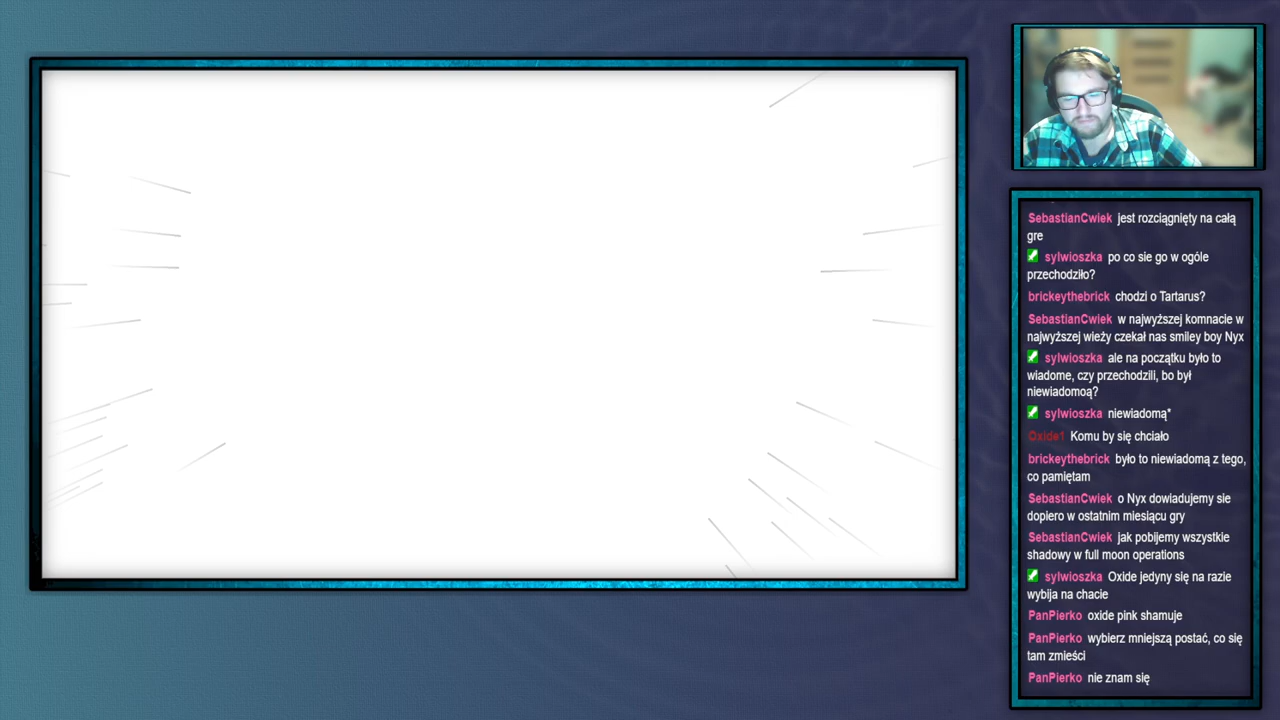 SebastianCwiek jest rozciągnięty na całą
gre
sylwioszka po co sie go w ogóle
przechodziło?
brickeythebrick chodzi o Tartarus?
SebastianCwiek w najwyższej komnacie w
najwyższej wieży czekał nas smiley boy Nyx
sylwioszka ale na początku było to
wiadome, czy przechodzili, bo był
niewiadomoą?
sylwioszka niewiadomą*
Oxide1 Komu by się chciało
brickeythebrick było to niewiadomą z tego,
co pamiętam
SebastianCwiek o Nyx dowiadujemy sie
dopiero w ostatnim miesiącu gry
SebastianCwiek jak pobijemy wszystkie
shadowy w full moon operations
sylwioszka Oxide jedyny się na razie
wybija na chacie
PanPierko oxide pink shamuje
PanPierko wybierz mniejszą postać, co się
tam zmieści
PanPierko nie znam się